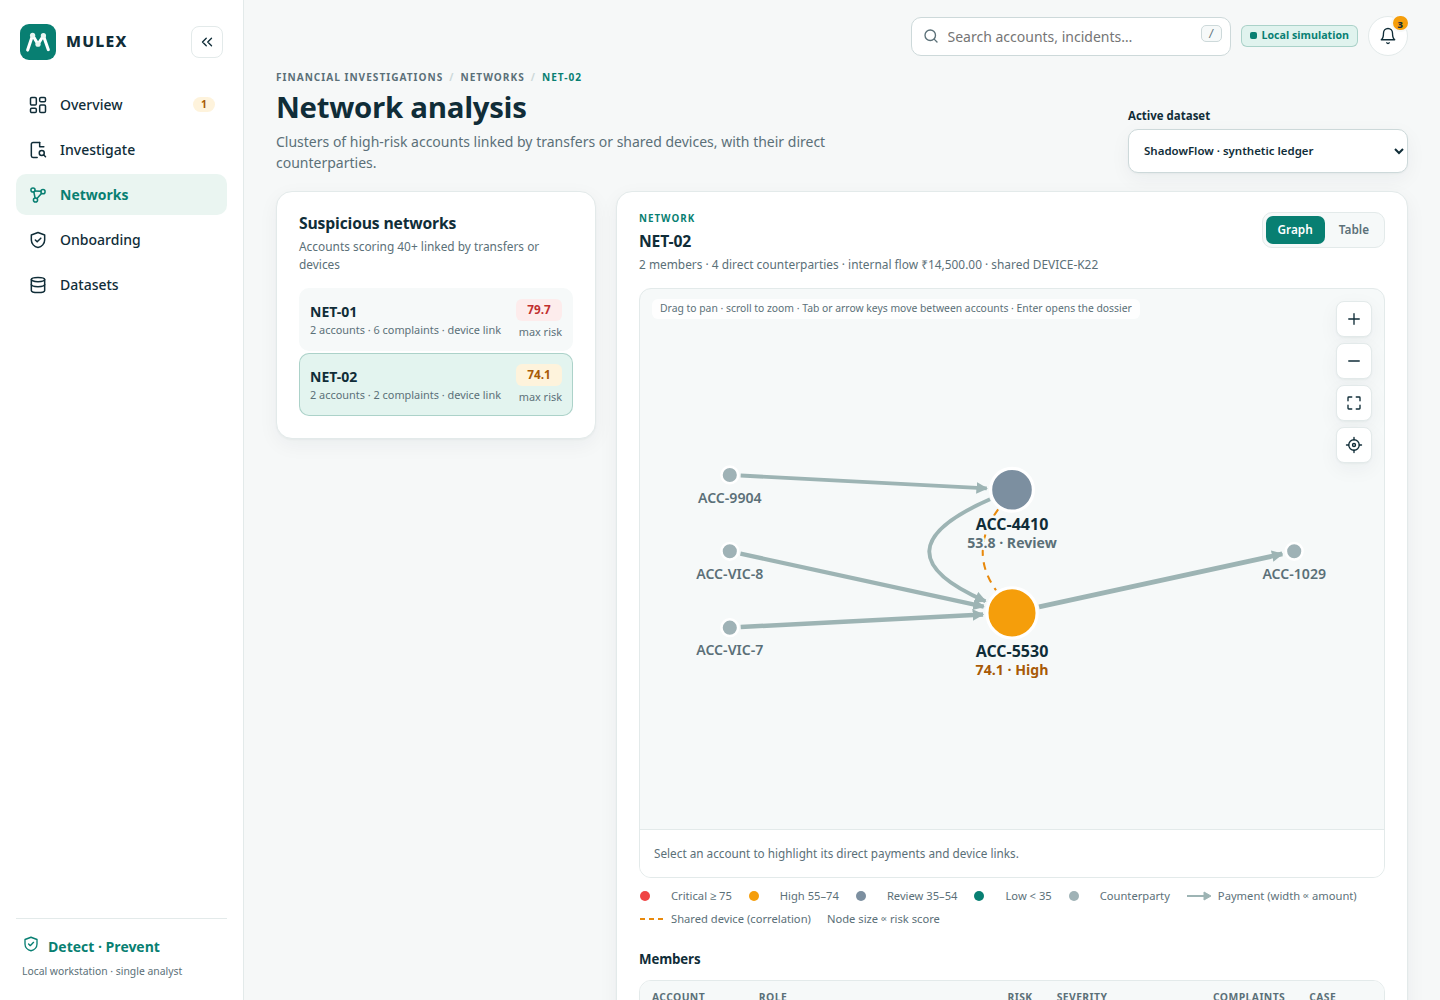 MULEX
Overview
1
Investigate
Networks
Onboarding
Datasets
Detect · Prevent
Local workstation · single analyst
Search accounts, incidents...
/
Local simulation
3
FINANCIAL INVESTIGATIONS / NETWORKS / NET-02
Network analysis
Clusters of high-risk accounts linked by transfers or shared devices, with their direct
counterparties.
Active dataset
ShadowFlow · synthetic ledger
Suspicious networks
Accounts scoring 40+ linked by transfers or
devices
NET-01
79.7
2 accounts · 6 complaints · device link
max risk
NET-02
74.1
2 accounts · 2 complaints · device link
max risk
NETWORK
NET-02
2 members · 4 direct counterparties · internal flow ₹14,500.00 · shared DEVICE-K22
Graph
Table
Drag to pan · scroll to zoom · Tab or arrow keys move between accounts · Enter opens the dossier
ACC-9904
ACC-4410
53.8 · Review
ACC-VIC-8
ACC-1029
ACC-VIC-7
ACC-5530
74.1 · High
Select an account to highlight its direct payments and device links.
Critical ≥ 75
High 55–74
Review 35–54
Low < 35
Counterparty
Payment (width ∝ amount)
Shared device (correlation)
Node size ∝ risk score
Members
ACCOUNT ROLE RISK SEVERITY COMPLAINTS CASE